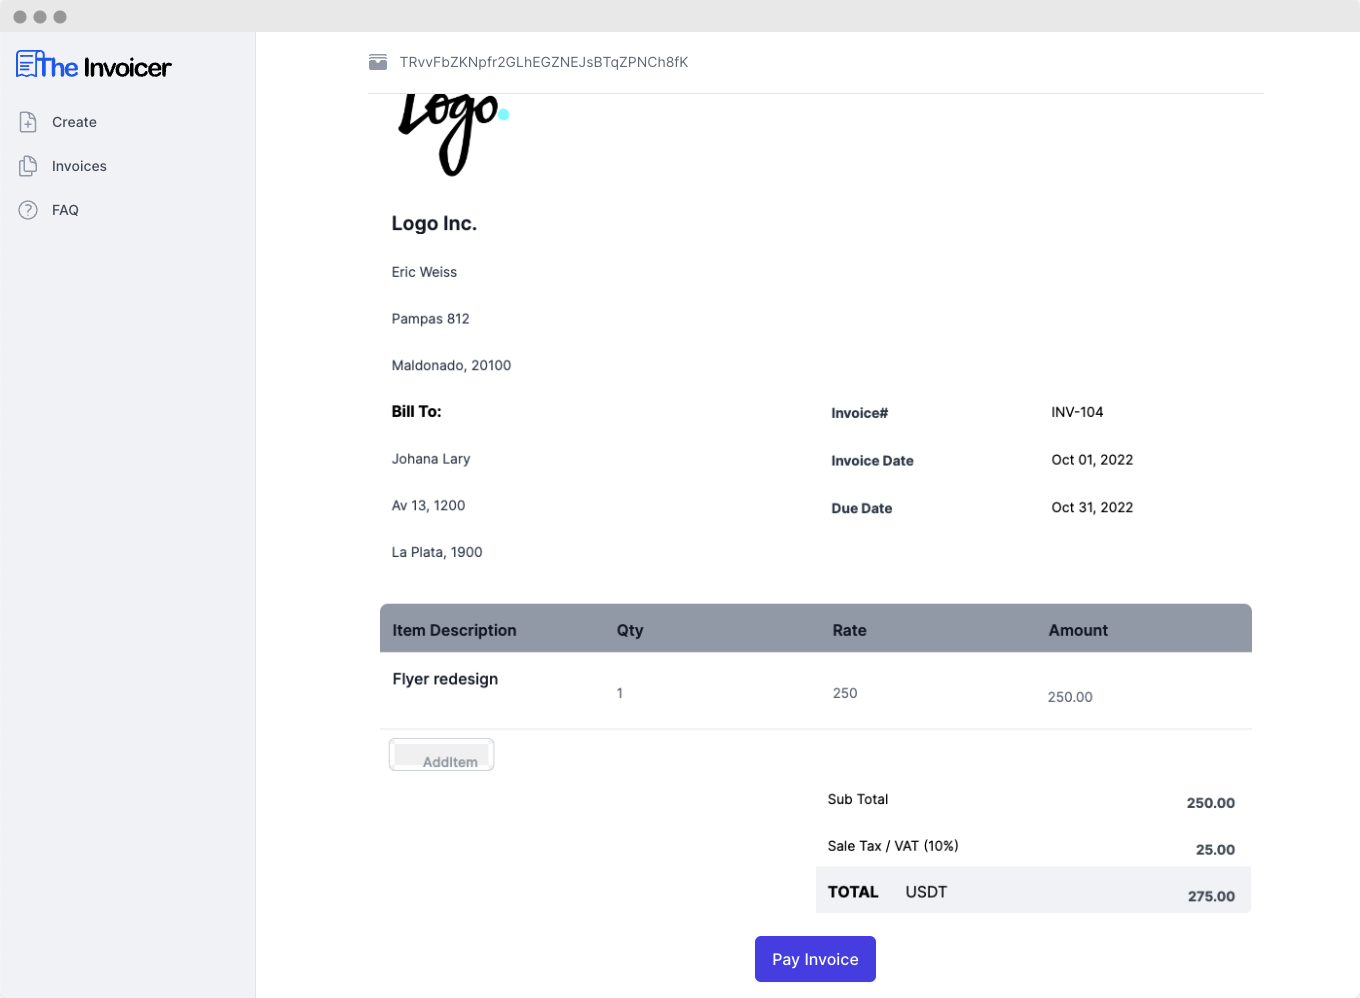 The Invoicer
TRvvFbZKNpfr2GLhEGZNEJsBTqZPNCh8fK
Create
Invoices
FAQ
Logo
Logo Inc.
Eric Weiss
Pampas 812
Maldonado, 20100
Bill To:
Johana Lary
Av 13, 1200
La Plata, 1900
Invoice# INV-104
Invoice Date Oct 01, 2022
Due Date Oct 31, 2022
Item Description Qty Rate Amount
Flyer redesign 1 250 250.00
AddItem
Sub Total 250.00
Sale Tax / VAT (10%) 25.00
TOTAL USDT 275.00
Pay Invoice